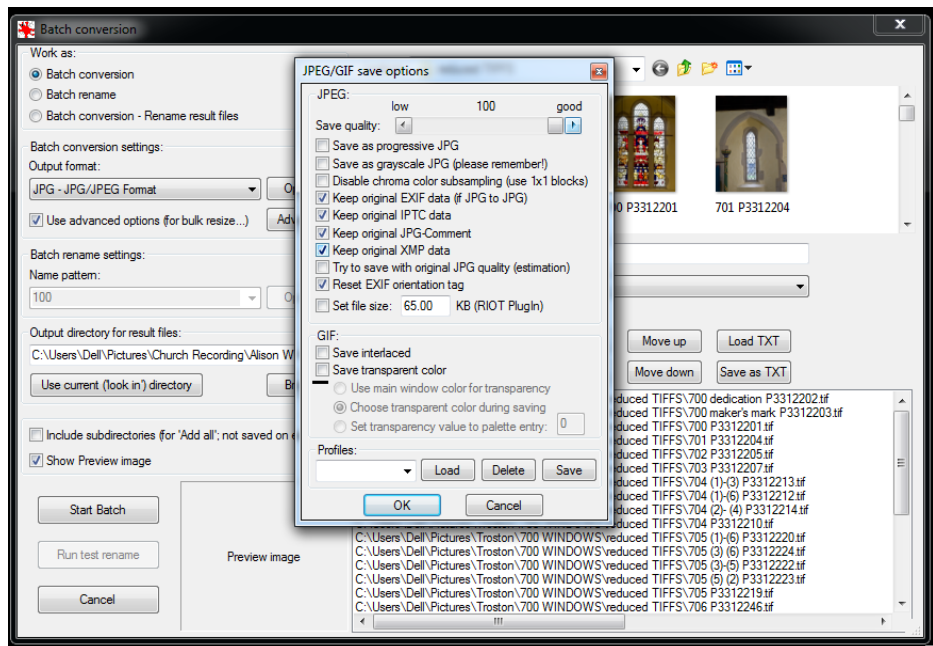 Batch conversion
Work as:
Batch conversion
Batch rename
Batch conversion - Rename result files
Batch conversion settings:
Output format:
JPG - JPG/JPEG Format
Use advanced options (for bulk resize...)
Batch rename settings:
Name pattern:
100
Output directory for result files:
C:\Users\Dell\Pictures\Church Recording\Alison W
Use current ('look in') directory
Include subdirectories (for 'Add all'; not saved on
Show Preview image
Start Batch
Run test rename
Cancel
Preview image
JPEG/GIF save options
JPEG:
low 100 good
Save quality:
Save as progressive JPG
Save as grayscale JPG (please remember!)
Disable chroma color subsampling (use 1x1 blocks)
Keep original EXIF data (if JPG to JPG)
Keep original IPTC data
Keep original JPG-Comment
Keep original XMP data
Try to save with original JPG quality (estimation)
Reset EXIF orientation tag
Set file size: 65.00 KB (RIOT PlugIn)
GIF:
Save interlaced
Save transparent color
Use main window color for transparency
Choose transparent color during saving
Set transparency value to palette entry: 0
Profiles:
Load Delete Save
OK Cancel
0 P3312201 701 P3312204
Move up Load TXT
Move down Save as TXT
educed TIFFS\700 dedication P3312202.tif
educed TIFFS\700 maker's mark P3312203.tif
educed TIFFS\700 P3312201.tif
educed TIFFS\701 P3312204.tif
educed TIFFS\702 P3312205.tif
educed TIFFS\703 P3312207.tif
educed TIFFS\704 (1)-(3) P3312213.tif
educed TIFFS\704 (1)-(6) P3312212.tif
educed TIFFS\704 (2)- (4) P3312214.tif
educed TIFFS\704 P3312210.tif
C:\Users\Dell\Pictures\Troston\700 WINDOWS\reduced TIFFS\705 (1)-(6) P3312220.tif
C:\Users\Dell\Pictures\Troston\700 WINDOWS\reduced TIFFS\705 (3) (6) P3312224.tif
C:\Users\Dell\Pictures\Troston\700 WINDOWS\reduced TIFFS\705 (3)-(5) P3312222.tif
C:\Users\Dell\Pictures\Troston\700 WINDOWS\reduced TIFFS\705 (5) (2) P3312223.tif
C:\Users\Dell\Pictures\Troston\700 WINDOWS\reduced TIFFS\705 P3312219.tif
C:\Users\Dell\Pictures\Troston\700 WINDOWS\reduced TIFFS\706 P3312246.tif